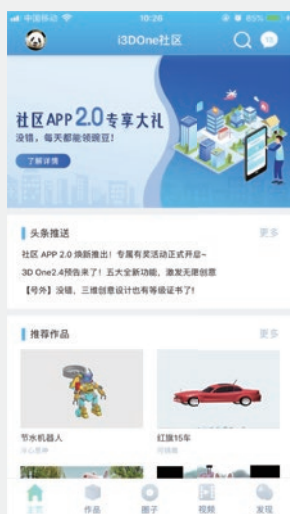 中国移动
10:26
85%
i3DOne社区
社区APP 2.0 专享大礼
没错，每天都能领豌豆！
了解详情
头条推送
更多
社区 APP 2.0 焕新推出！专属有奖活动正式开启~
3D One2.4预告来了！五大全新功能，激发无限创意
【号外】没错，三维创意设计也有等级证书了！
推荐作品
更多
节水机器人
红旗15车
主页
作品
圈子
视频
发现